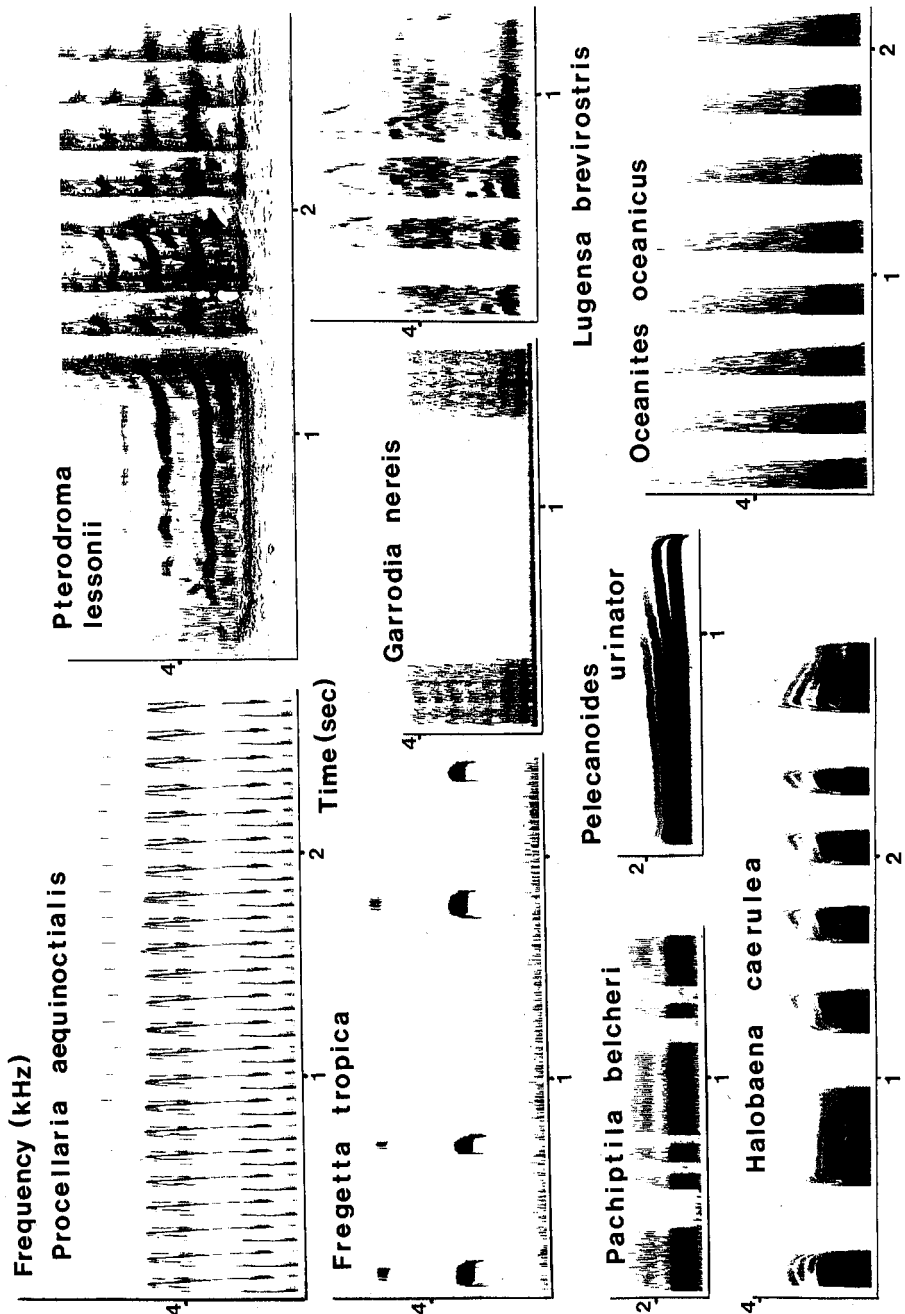 Frequency (kHz)
Procellaria aequinoctialis
4
1 2 Time (sec)
Pterodroma
lessonii
4
1 2
Fregetta tropica
4
1
Garrodia nereis
4
1
4
1
Lugensa brevirostris
Pachiptila belcheri
2
1
Pelecanoides
urinator
2
1
Oceanites oceanicus
4
1 2
Halobaena caerulea
4
1 2